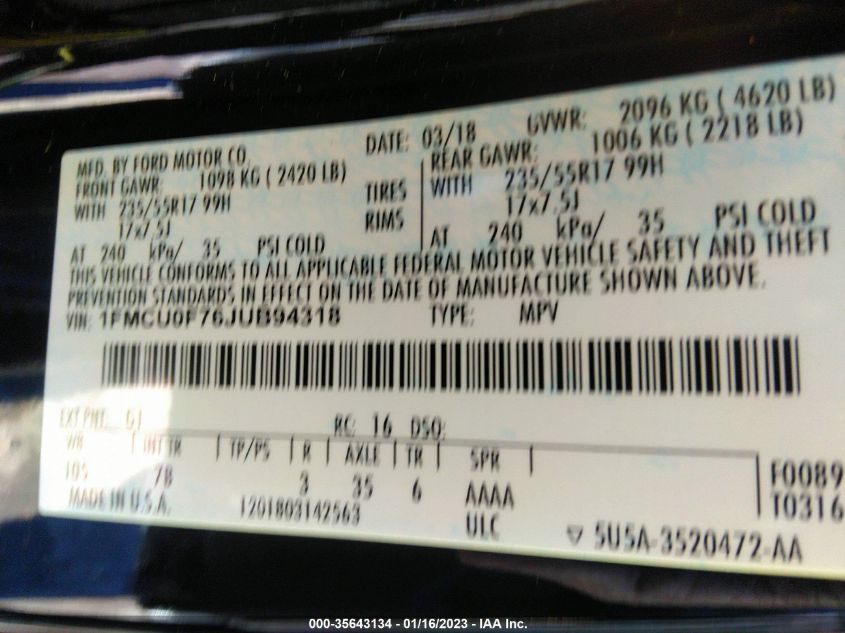 MFD. BY FORD MOTOR CO. DATE: 03/18 GVWR: 2096 KG ( 4620 LB)
FRONT GAWR: 1098 KG ( 2420 LB) REAR GAWR: 1006 KG ( 2218 LB)
WITH 235/55R17 99H TIRES WITH 235/55R17 99H
17x7.5J RIMS 17x7.5J
AT 240 kPa/ 35 PSI COLD AT 240 kPa/ 35 PSI COLD
THIS VEHICLE CONFORMS TO ALL APPLICABLE FEDERAL MOTOR VEHICLE SAFETY AND THEFT
PREVENTION STANDARDS IN EFFECT ON THE DATE OF MANUFACTURE SHOWN ABOVE.
VIN: 1FMCU0F76JUB94318 TYPE: MPV
EXT PNT: G1 RC: 16 DSO:
WB INT TR TP/PS R AXLE TR SPR
105 7B 3 35 6 AAAA F0089
MADE IN U.S.A. 1201803142563 ULC T0316
5U5A-3520472-AA
000-35643134 - 01/16/2023 - IAA Inc.